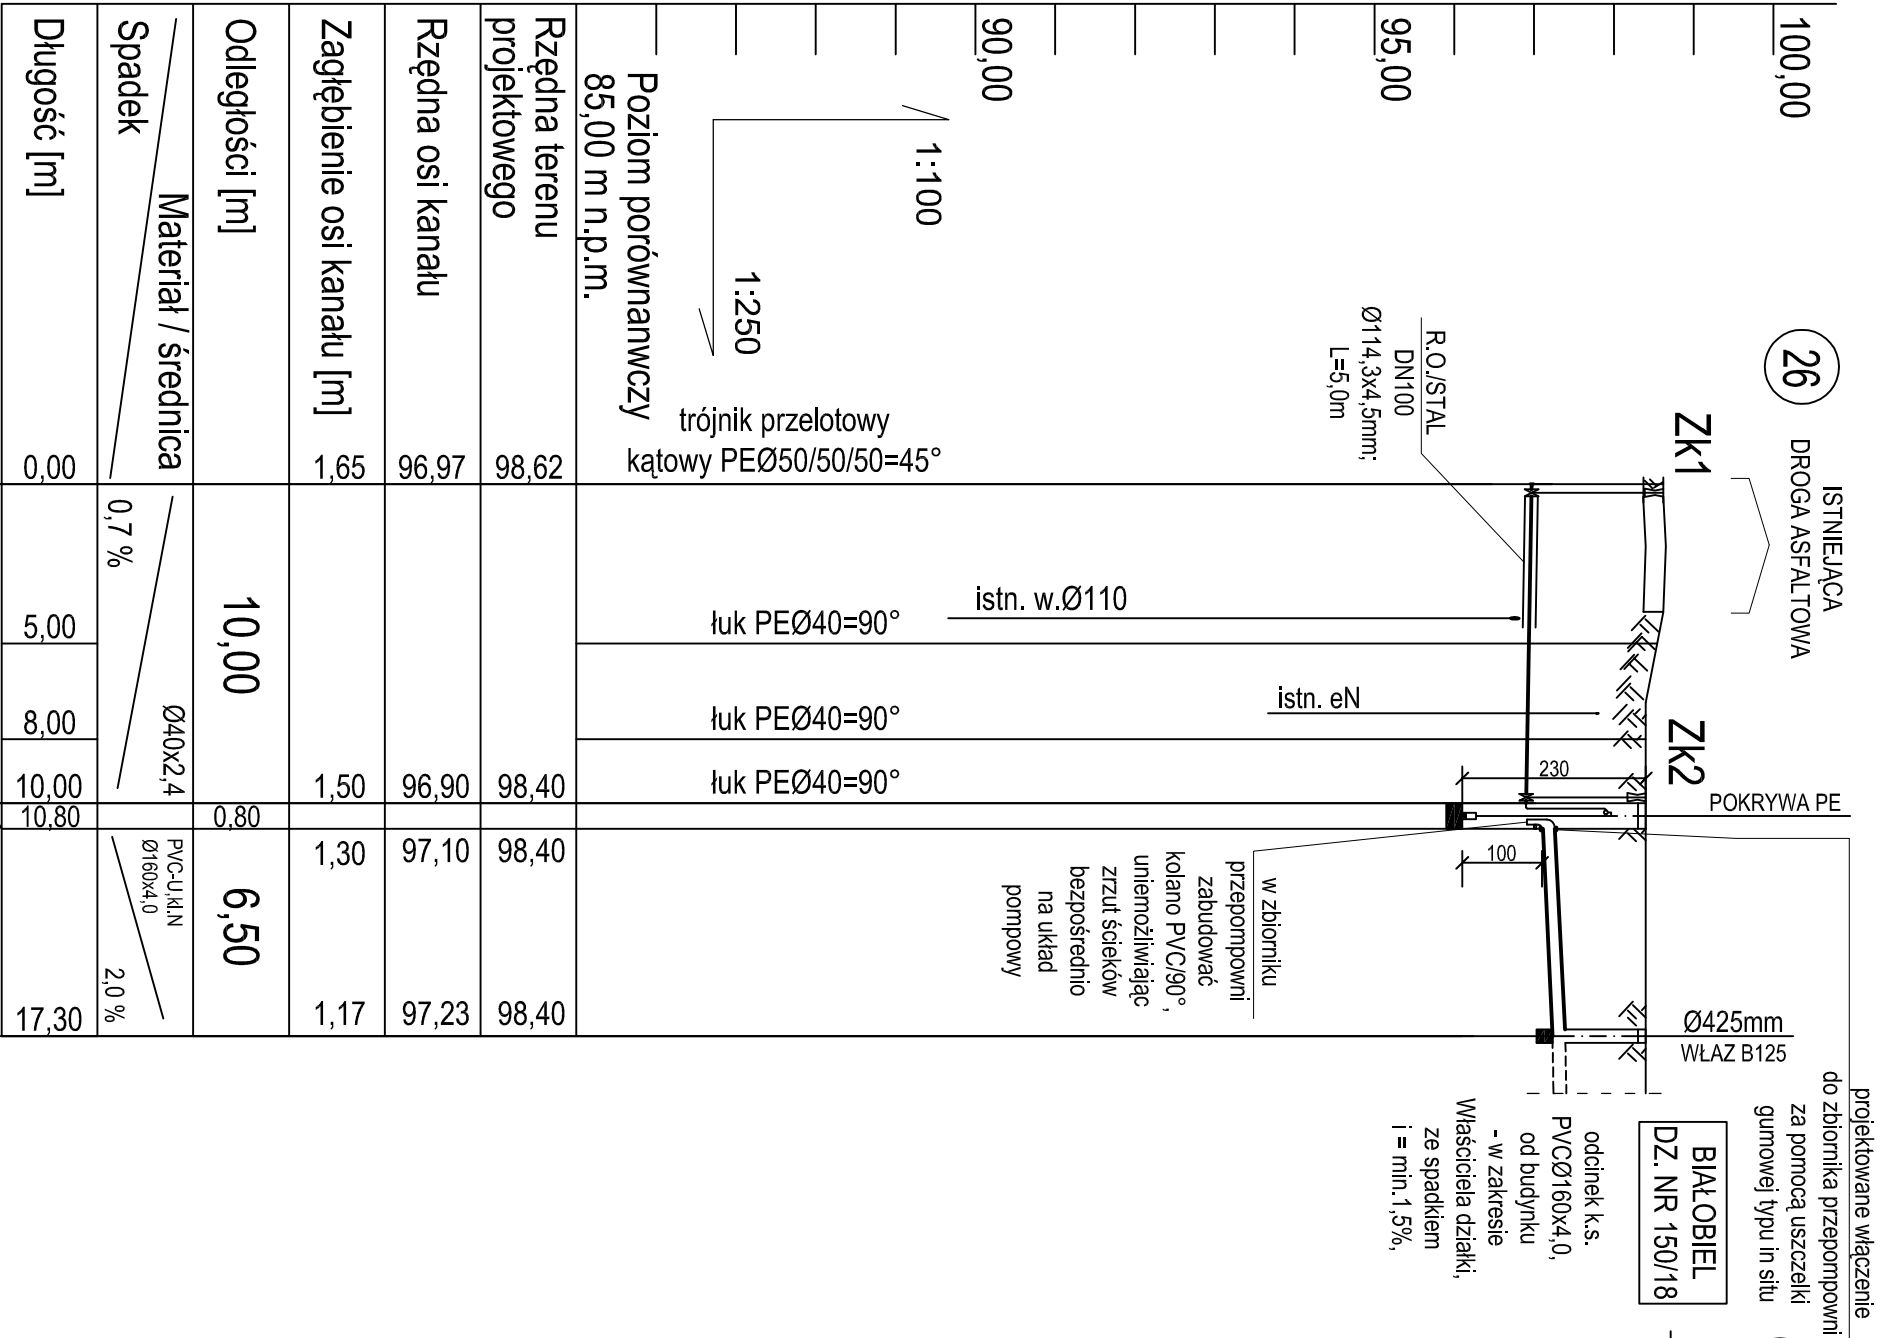 100,00
95,00
90,00
26
ISTNIEJĄCA
DROGA ASFALTOWA
Zk1
Zk2
R.O./STAL
DN100
Ø114,3x4,5mm;
L=5,0m
1:100
1:250
trójnik przelotowy
kątowy PEØ50/50/50=45°
istn. w.Ø110
łuk PEØ40=90°
istn. eN
łuk PEØ40=90°
łuk PEØ40=90°
230
100
POKRYWA PE
w zbiorniku
przepompowni
zabudować
kolano PVC/90°,
uniemożliwiając
zrzut ścieków
bezpośrednio
na układ
pompowy
Ø425mm
WŁAZ B125
projektowane włączenie
do zbiornika przepompowni
za pomocą uszczelki
gumowej typu in situ
BIAŁOBIEL
DZ. NR 150/18
odcinek k.s.
PVCØ160x4,0,
od budynku
- w zakresie
Właściciela działki,
ze spadkiem
i = min.1,5%,
Poziom porównanwczy
85,00 m n.p.m.
Rzędna terenu
projektowego
98,62
98,40
98,40
98,40
Rzędna osi kanału
96,97
96,90
97,10
97,23
Zagłębienie osi kanału [m]
1,65
1,50
1,30
1,17
Odległości [m]
10,00
0,80
6,50
Materiał / średnica
Spadek
Ø40x2,4
0,7 %
PVC-U,kl.N
Ø160x4,0
2,0 %
Długość [m]
0,00
5,00
8,00
10,00
10,80
17,30